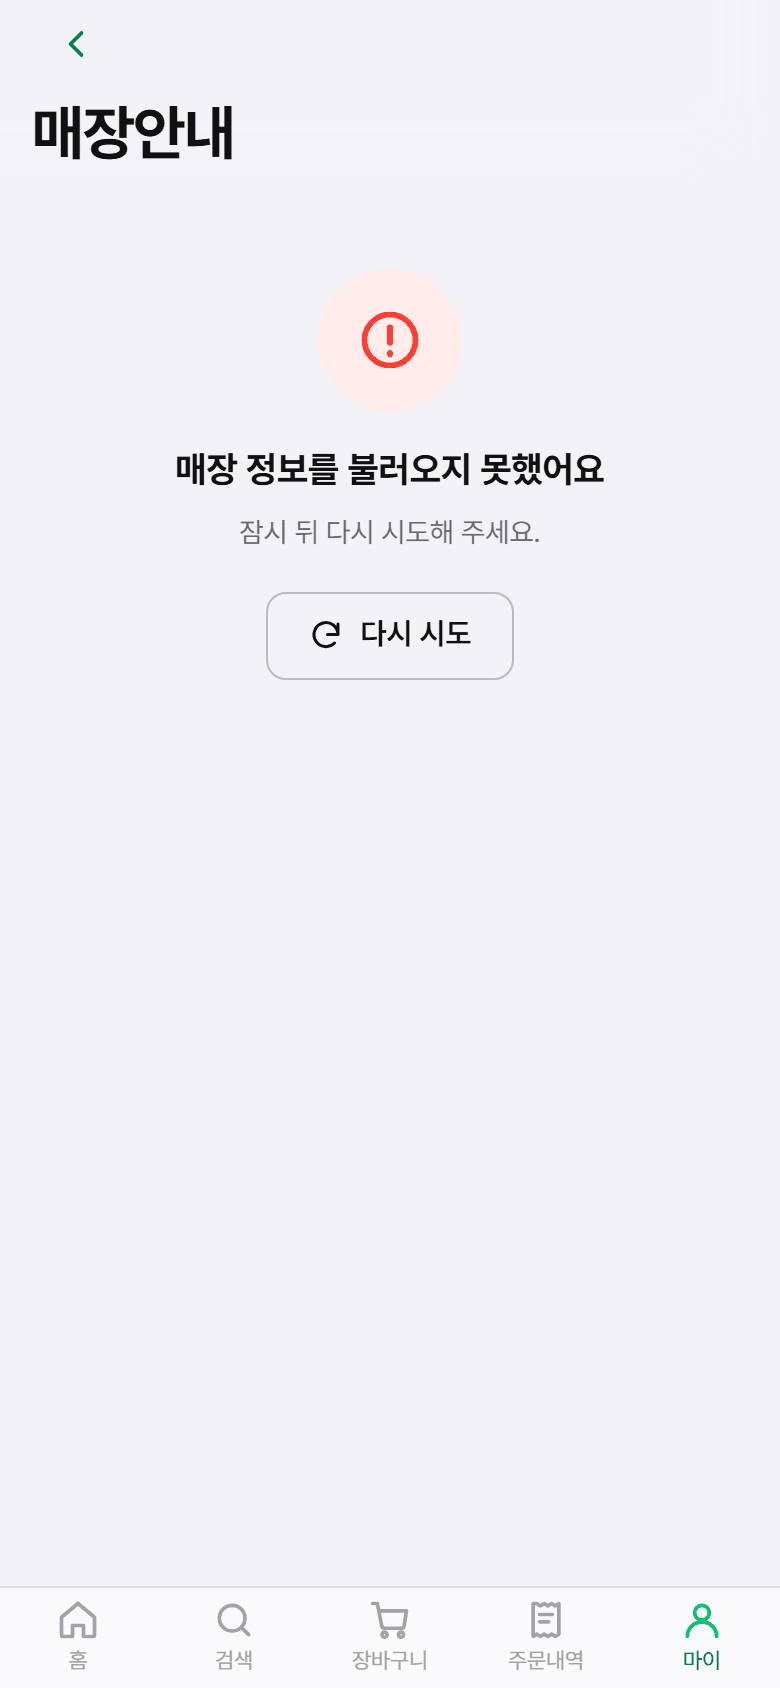 매장안내
매장 정보를 불러오지 못했어요
잠시 뒤 다시 시도해 주세요.
다시 시도
홈
검색
장바구니
주문내역
마이